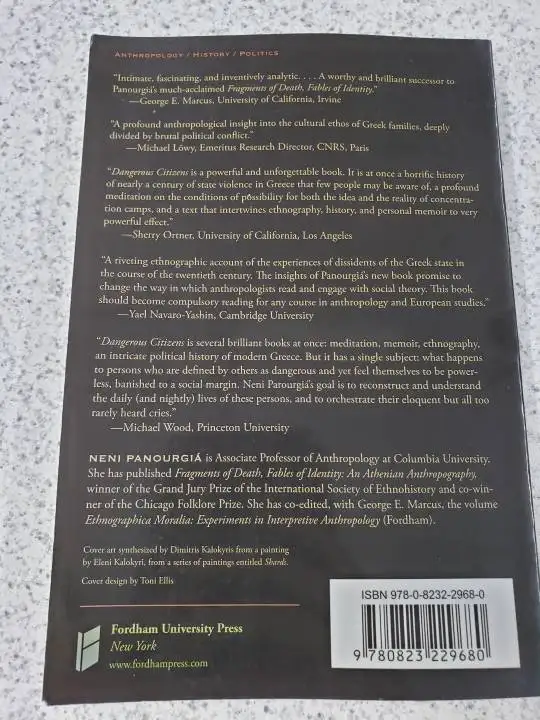 ANTHROPOLOGY / HISTORY / POLITICS
"Intimate, fascinating, and inventively analytic. . . . A worthy and brilliant successor to
Panourgiá's much-acclaimed Fragments of Death, Fables of Identity."
—George E. Marcus, University of California, Irvine
"A profound anthropological insight into the cultural ethos of Greek families, deeply
divided by brutal political conflict."
—Michael Löwy, Emeritus Research Director, CNRS, Paris
"Dangerous Citizens is a powerful and unforgettable book. It is at once a horrific history
of nearly a century of state violence in Greece that few people may be aware of, a profound
meditation on the conditions of possibility for both the idea and the reality of concentra-
tion camps, and a text that intertwines ethnography, history, and personal memoir to very
powerful effect."
—Sherry Ortner, University of California, Los Angeles
"A riveting ethnographic account of the experiences of dissidents of the Greek state in
the course of the twentieth century. The insights of Panourgiá's new book promise to
change the way in which anthropologists read and engage with social theory. This book
should become compulsory reading for any course in anthropology and European studies."
—Yael Navaro-Yashin, Cambridge University
"Dangerous Citizens is several brilliant books at once: meditation, memoir, ethnography,
an intricate political history of modern Greece. But it has a single subject: what happens
to persons who are defined by others as dangerous and yet feel themselves to be power-
less, banished to a social margin. Neni Parourgiá's goal is to reconstruct and understand
the daily (and nightly) lives of these persons, and to orchestrate their eloquent but all too
rarely heard cries."
—Michael Wood, Princeton University
NENI PANOURGIÁ is Associate Professor of Anthropology at Columbia University.
She has published Fragments of Death, Fables of Identity: An Athenian Anthropography,
winner of the Grand Jury Prize of the International Society of Ethnohistory and co-win-
ner of the Chicago Folklore Prize. She has co-edited, with George E. Marcus, the volume
Ethnographica Moralia: Experiments in Interpretive Anthropology (Fordham).
Cover art synthesized by Dimitris Kalokyris from a painting
by Eleni Kalokyri, from a series of paintings entitled Shards.
Cover design by Toni Ellis
Fordham University Press
New York
www.fordhampress.com
ISBN 978-0-8232-2968-0
9 780823 229680